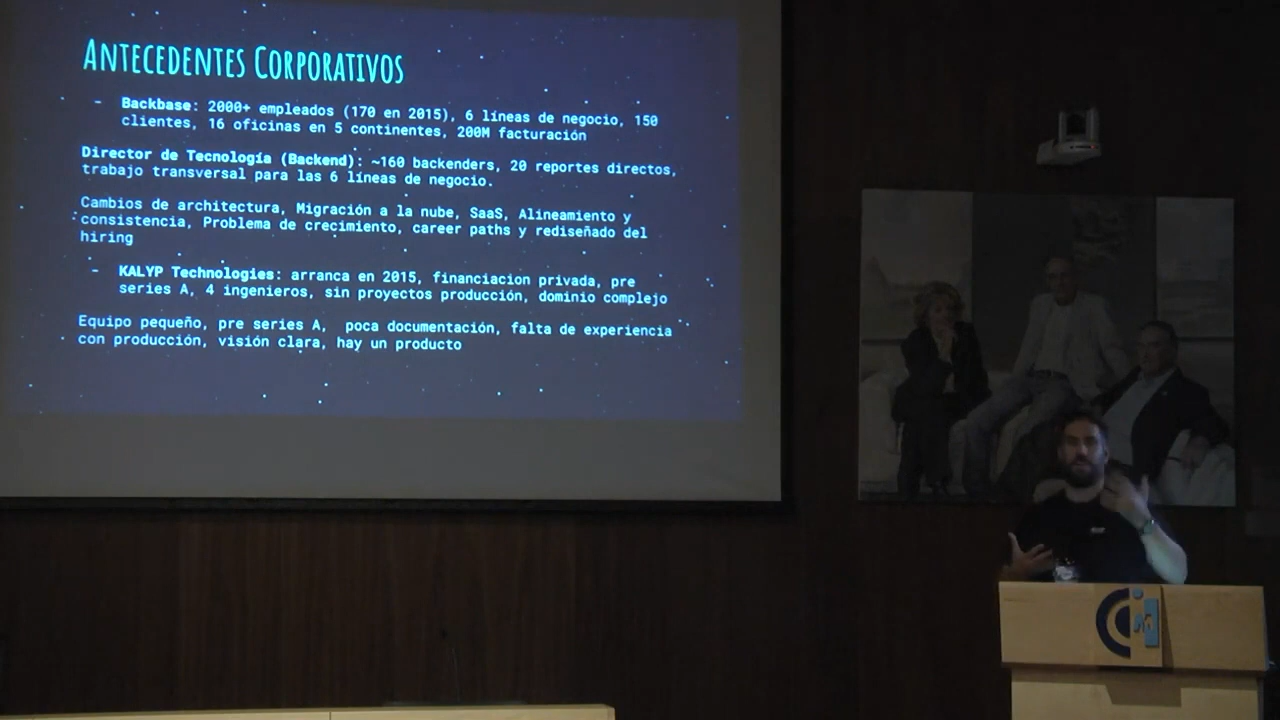 ANTECEDENTES CORPORATIVOS
- Backbase: 2000+ empleados (170 en 2015), 6 líneas de negocio, 150
clientes, 16 oficinas en 5 continentes, 200M facturación
Director de Tecnología (Backend): ~160 backenders, 20 reportes directos,
trabajo transversal para las 6 líneas de negocio.
Cambios de architectura, Migración a la nube, SaaS, Alineamiento y
consistencia, Problema de crecimiento, career paths y rediseñado del
hiring
- KALYP Technologies: arranca en 2015, financiacion privada, pre
series A, 4 ingenieros, sin proyectos producción, dominio complejo
Equipo pequeño, pre series A, poca documentación, falta de experiencia
con producción, visión clara, hay un producto